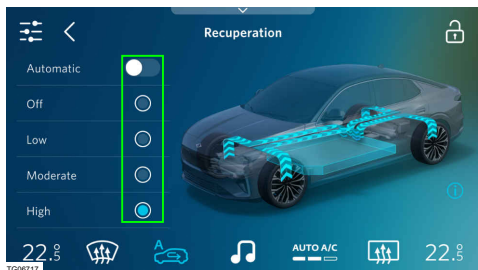 Recuperation
Automatic
Off
Low
Moderate
High
22.5° A AUTO A/C 22.5°
TG06717